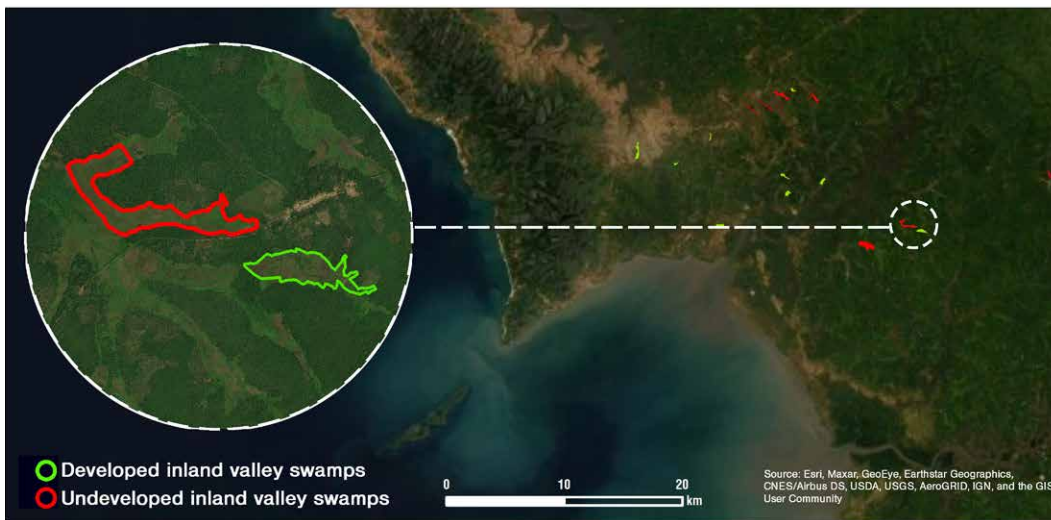 Developed inland valley swamps
Undeveloped inland valley swamps
0 10 20
km
Source: Esri, Maxar, GeoEye, Earthstar Geographics,
CNES/Airbus DS, USDA, USGS, AeroGRID, IGN, and the GIS
User Community